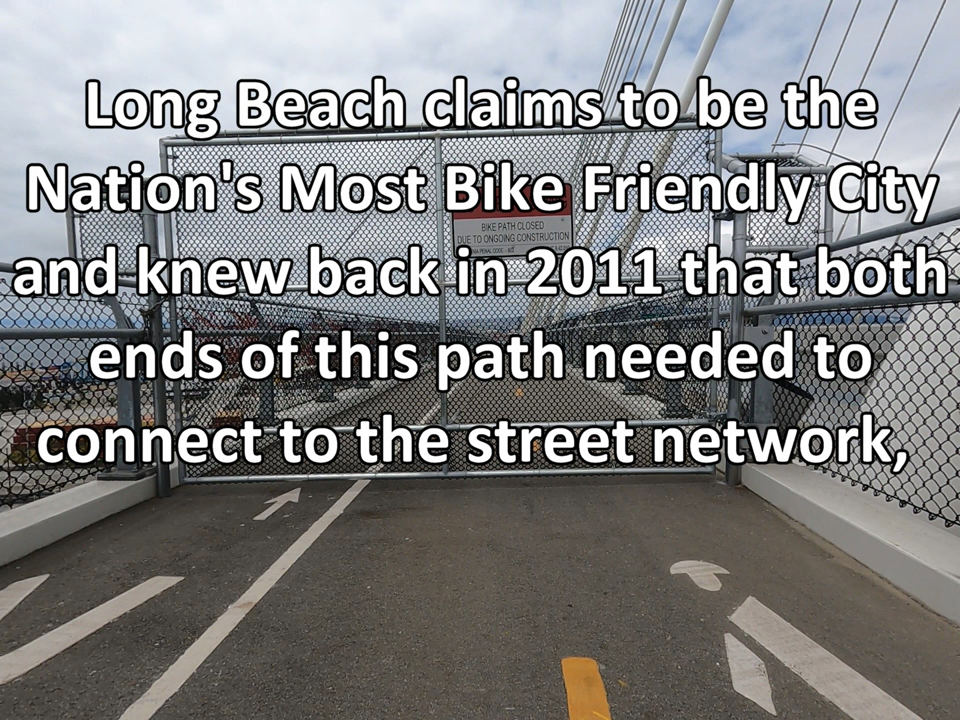 Long Beach claims to be the
Nation's Most Bike Friendly City
BIKE PATH CLOSED
DUE TO ONGOING CONSTRUCTION
and knew back in 2011 that both
ends of this path needed to
connect to the street network,